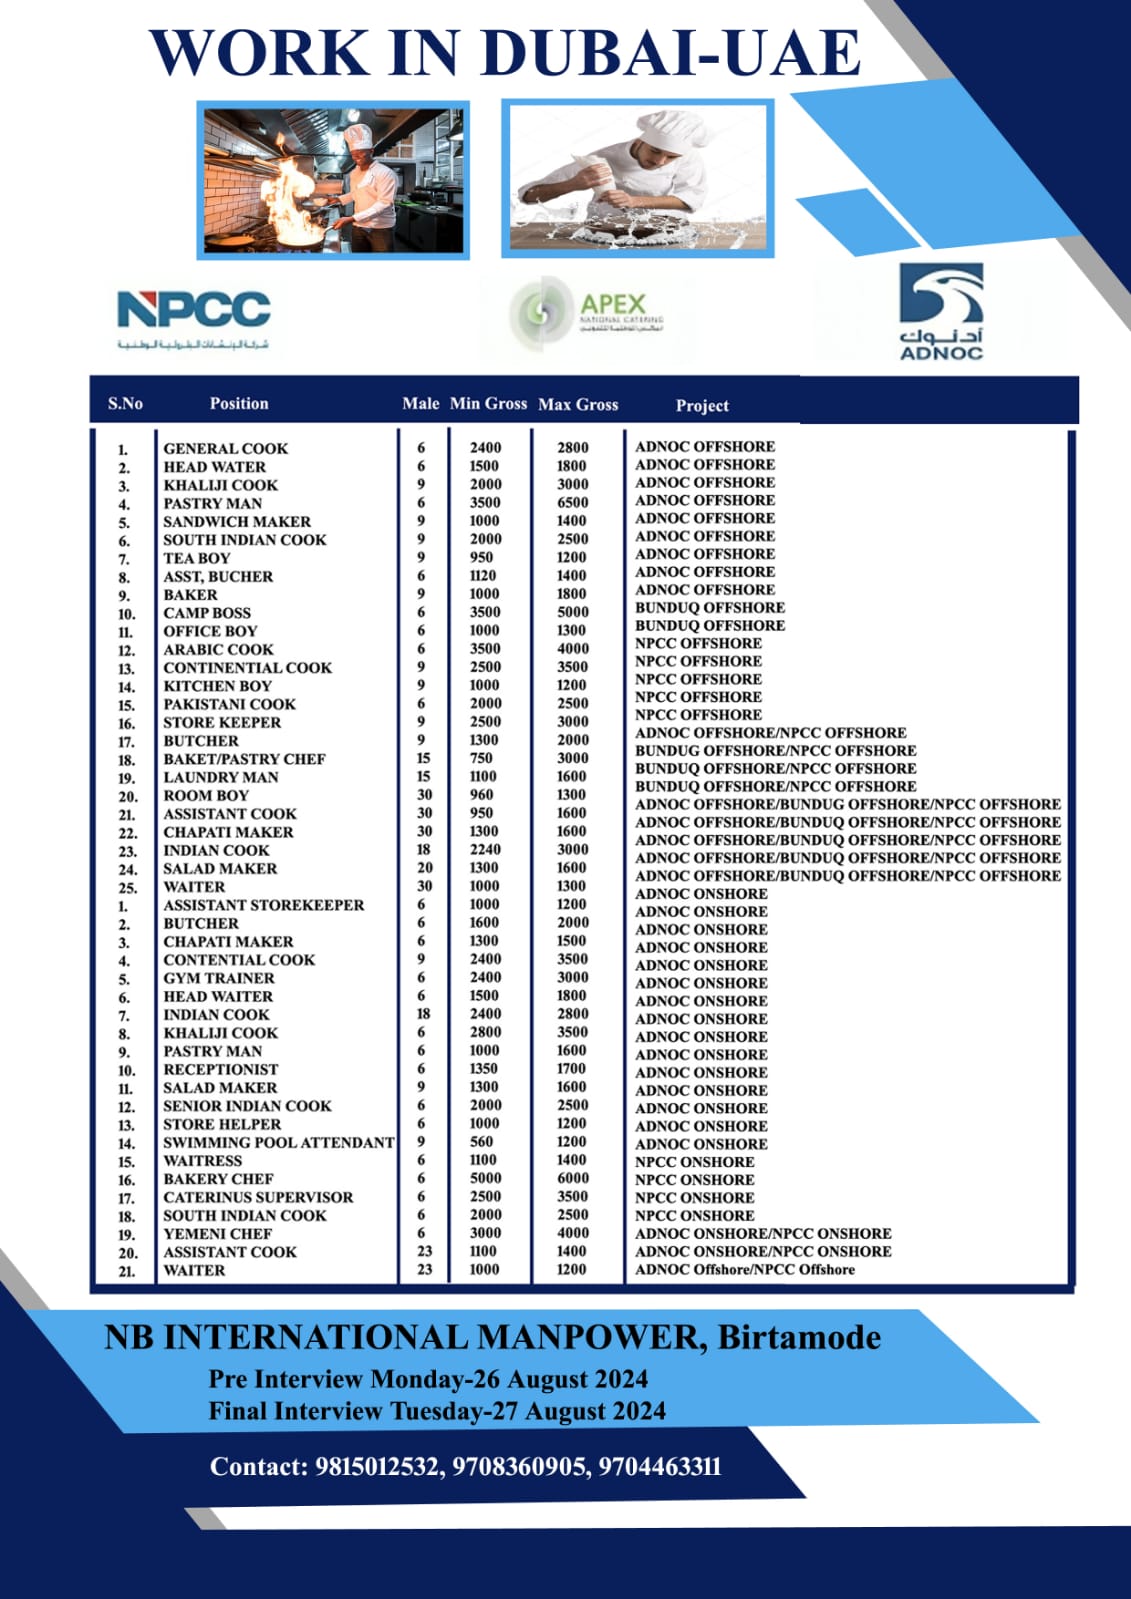 WORK IN DUBAI-UAE
NPCC
شركة الإنشاءات البترولية الوطنية
APEX
NATIONAL CATERING
أدنوك
ADNOC
S.No Position Male Min Gross Max Gross Project
1. GENERAL COOK 6 2400 2800 ADNOC OFFSHORE
2. HEAD WATER 6 1500 1800 ADNOC OFFSHORE
3. KHALIJI COOK 9 2000 3000 ADNOC OFFSHORE
4. PASTRY MAN 6 3500 6500 ADNOC OFFSHORE
5. SANDWICH MAKER 9 1000 1400 ADNOC OFFSHORE
6. SOUTH INDIAN COOK 9 2000 2500 ADNOC OFFSHORE
7. TEA BOY 9 950 1200 ADNOC OFFSHORE
8. ASST, BUCHER 6 1120 1400 ADNOC OFFSHORE
9. BAKER 9 1000 1800 ADNOC OFFSHORE
10. CAMP BOSS 6 3500 5000 BUNDUQ OFFSHORE
11. OFFICE BOY 6 1000 1300 BUNDUQ OFFSHORE
12. ARABIC COOK 6 3500 4000 NPCC OFFSHORE
13. CONTINENTIAL COOK 9 2500 3500 NPCC OFFSHORE
14. KITCHEN BOY 9 1000 1200 NPCC OFFSHORE
15. PAKISTANI COOK 6 2000 2500 NPCC OFFSHORE
16. STORE KEEPER 9 2500 3000 NPCC OFFSHORE
17. BUTCHER 9 1300 2000 ADNOC OFFSHORE/NPCC OFFSHORE
18. BAKET/PASTRY CHEF 15 750 3000 BUNDUG OFFSHORE/NPCC OFFSHORE
19. LAUNDRY MAN 15 1100 1600 BUNDUQ OFFSHORE/NPCC OFFSHORE
20. ROOM BOY 30 960 1300 BUNDUQ OFFSHORE/NPCC OFFSHORE
21. ASSISTANT COOK 30 950 1600 ADNOC OFFSHORE/BUNDUG OFFSHORE/NPCC OFFSHORE
22. CHAPATI MAKER 30 1300 1600 ADNOC OFFSHORE/BUNDUQ OFFSHORE/NPCC OFFSHORE
23. INDIAN COOK 18 2240 3000 ADNOC OFFSHORE/BUNDUQ OFFSHORE/NPCC OFFSHORE
24. SALAD MAKER 20 1300 1600 ADNOC OFFSHORE/BUNDUQ OFFSHORE/NPCC OFFSHORE
25. WAITER 30 1000 1300 ADNOC OFFSHORE/BUNDUQ OFFSHORE/NPCC OFFSHORE
1. ASSISTANT STOREKEEPER 6 1000 1200 ADNOC ONSHORE
2. BUTCHER 6 1600 2000 ADNOC ONSHORE
3. CHAPATI MAKER 6 1300 1500 ADNOC ONSHORE
4. CONTENTIAL COOK 9 2400 3500 ADNOC ONSHORE
5. GYM TRAINER 6 2400 3000 ADNOC ONSHORE
6. HEAD WAITER 6 1500 1800 ADNOC ONSHORE
7. INDIAN COOK 18 2400 2800 ADNOC ONSHORE
8. KHALIJI COOK 6 2800 3500 ADNOC ONSHORE
9. PASTRY MAN 6 1000 1600 ADNOC ONSHORE
10. RECEPTIONIST 6 1350 1700 ADNOC ONSHORE
11. SALAD MAKER 9 1300 1600 ADNOC ONSHORE
12. SENIOR INDIAN COOK 6 2000 2500 ADNOC ONSHORE
13. STORE HELPER 6 1000 1200 ADNOC ONSHORE
14. SWIMMING POOL ATTENDANT 9 560 1200 ADNOC ONSHORE
15. WAITRESS 6 1100 1400 ADNOC ONSHORE
16. BAKERY CHEF 6 5000 6000 NPCC ONSHORE
17. CATERINUS SUPERVISOR 6 2500 3500 NPCC ONSHORE
18. SOUTH INDIAN COOK 6 2000 2500 NPCC ONSHORE
19. YEMENI CHEF 6 3000 4000 NPCC ONSHORE
20. ASSISTANT COOK 23 1100 1400 ADNOC ONSHORE/NPCC ONSHORE
21. WAITER 23 1000 1200 ADNOC ONSHORE/NPCC ONSHORE
ADNOC Offshore/NPCC Offshore
NB INTERNATIONAL MANPOWER, Birtamode
Pre Interview Monday-26 August 2024
Final Interview Tuesday-27 August 2024
Contact: 9815012532, 9708360905, 9704463311